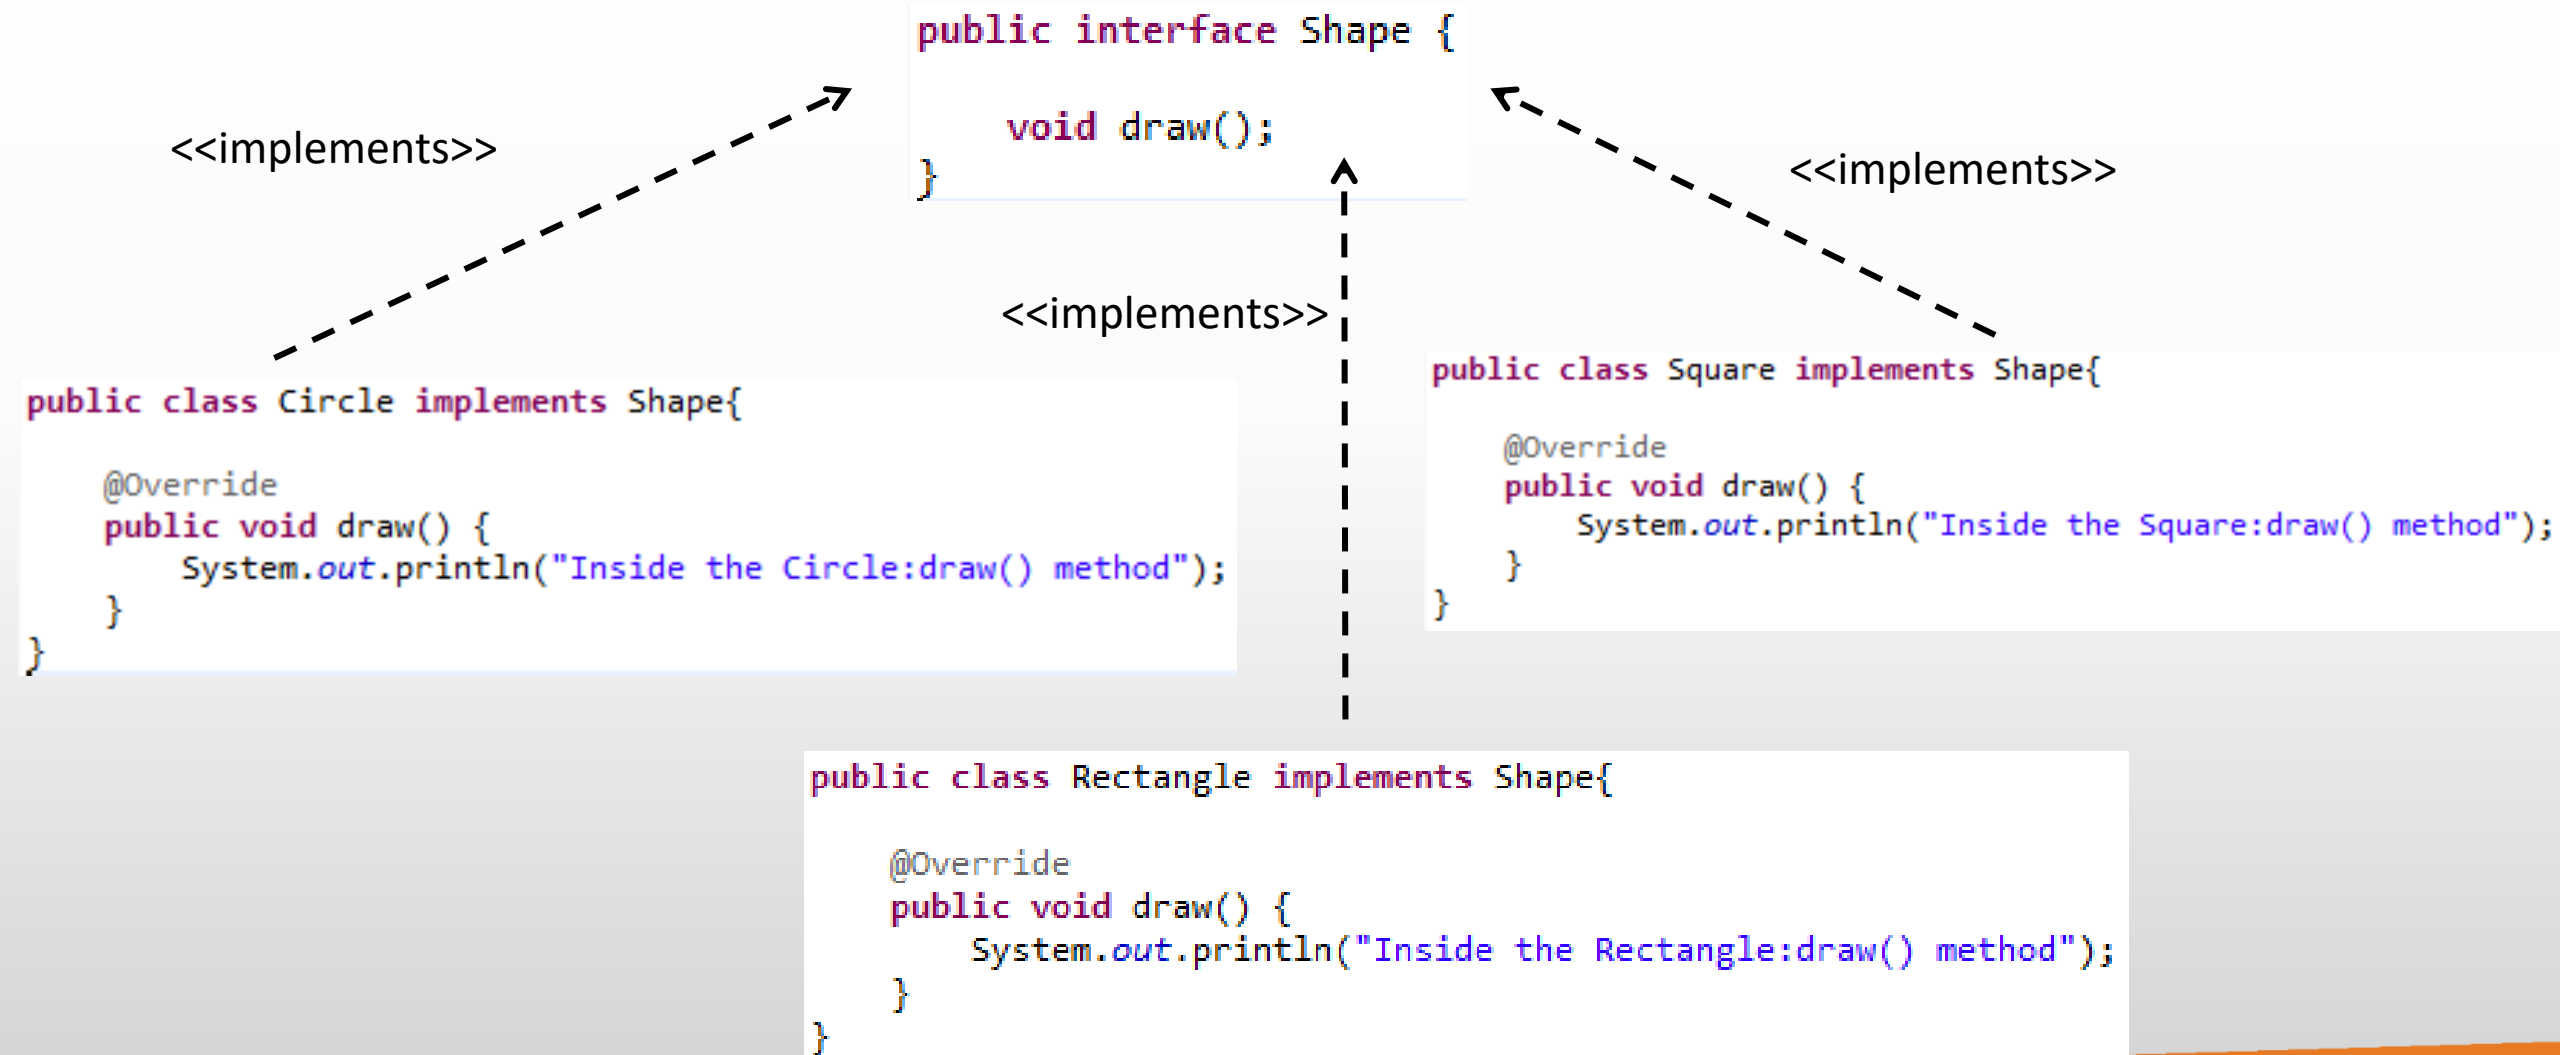 public interface Shape {
void draw();
}
<<implements>>
<<implements>>
<<implements>>
public class Circle implements Shape{
@Override
public void draw() {
System.out.println("Inside the Circle:draw() method");
}
}
public class Square implements Shape{
@Override
public void draw() {
System.out.println("Inside the Square:draw() method");
}
}
public class Rectangle implements Shape{
@Override
public void draw() {
System.out.println("Inside the Rectangle:draw() method");
}
}